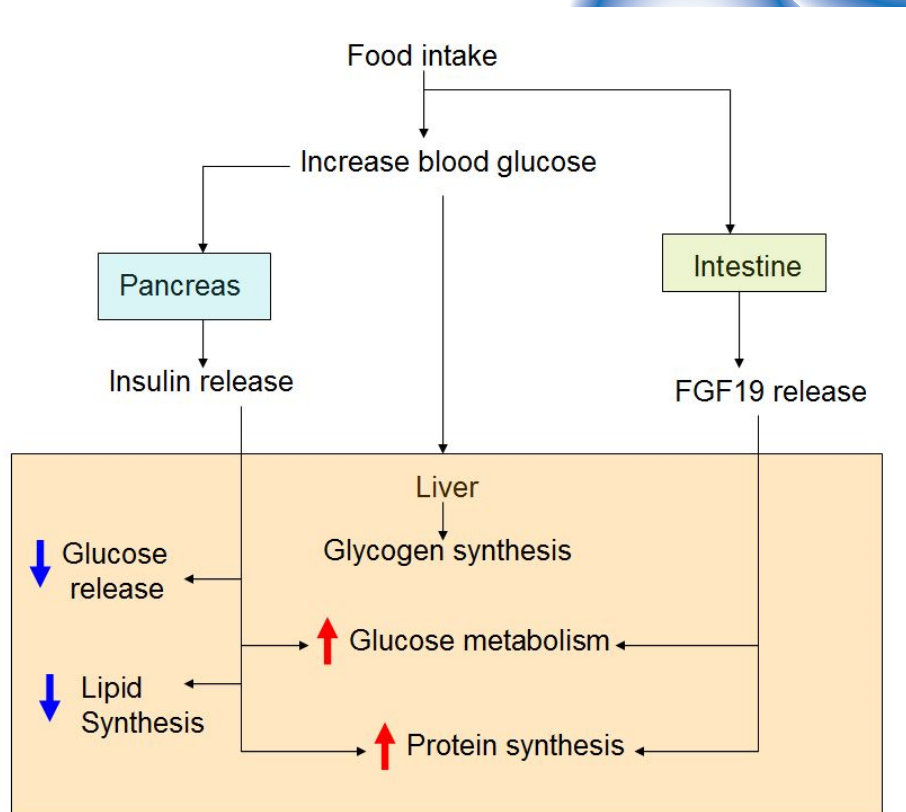 Food intake
Increase blood glucose
Pancreas
Intestine
Insulin release
FGF19 release
Liver
Glycogen synthesis
Glucose
release
Glucose metabolism
Lipid
Synthesis
Protein synthesis